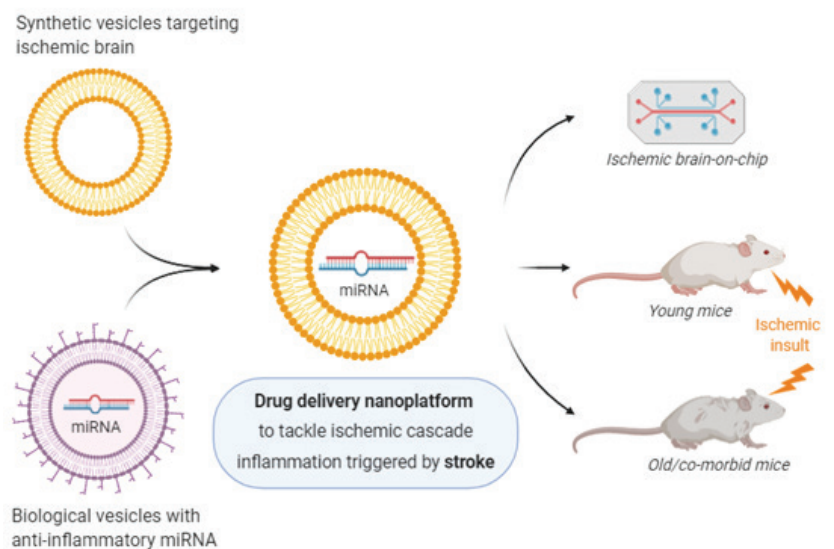 Synthetic vesicles targeting
ischemic brain
miRNA
Biological vesicles with
anti-inflammatory miRNA
miRNA
Drug delivery nanoplatform
to tackle ischemic cascade
inflammation triggered by stroke
Ischemic brain-on-chip
Young mice
Ischemic
insult
Old/co-morbid mice